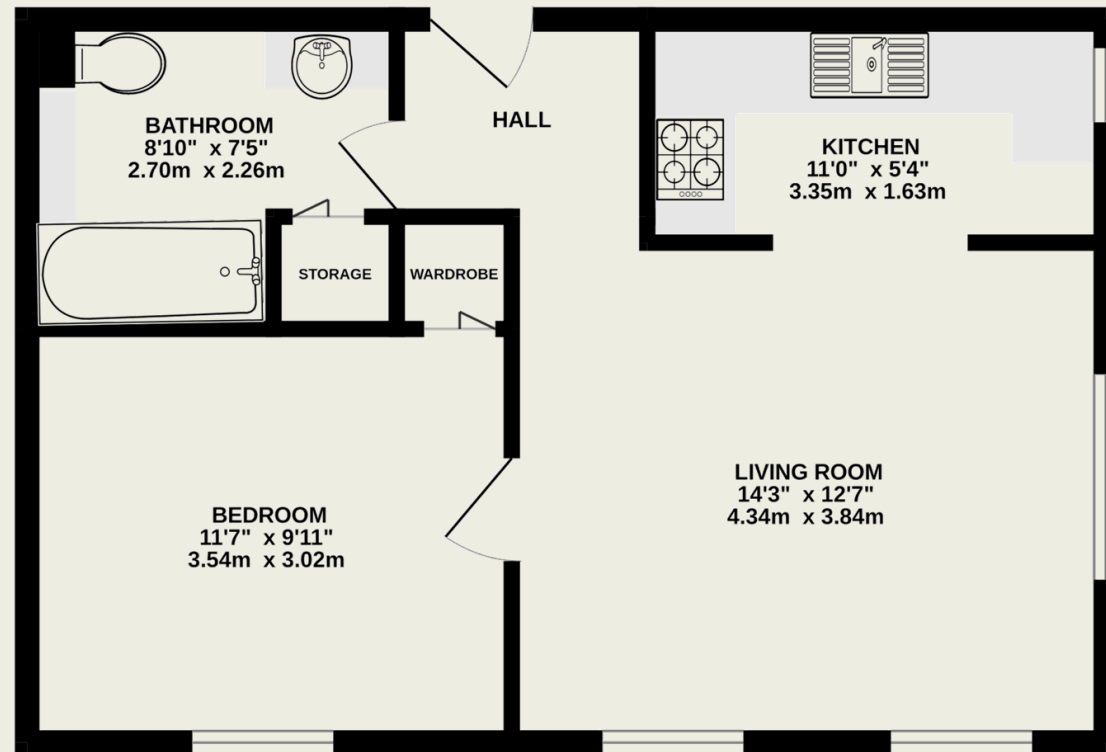 HALL
BATHROOM
8'10" x 7'5"
2.70m x 2.26m
KITCHEN
11'0" x 5'4"
3.35m x 1.63m
STORAGE
WARDROBE
LIVING ROOM
14'3" x 12'7"
4.34m x 3.84m
BEDROOM
11'7" x 9'11"
3.54m x 3.02m